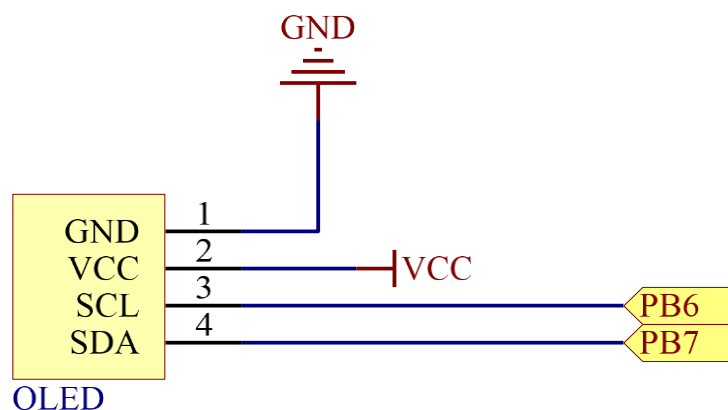 GND
GND 1
VCC 2 VCC
SCL 3 PB6
SDA 4 PB7
OLED